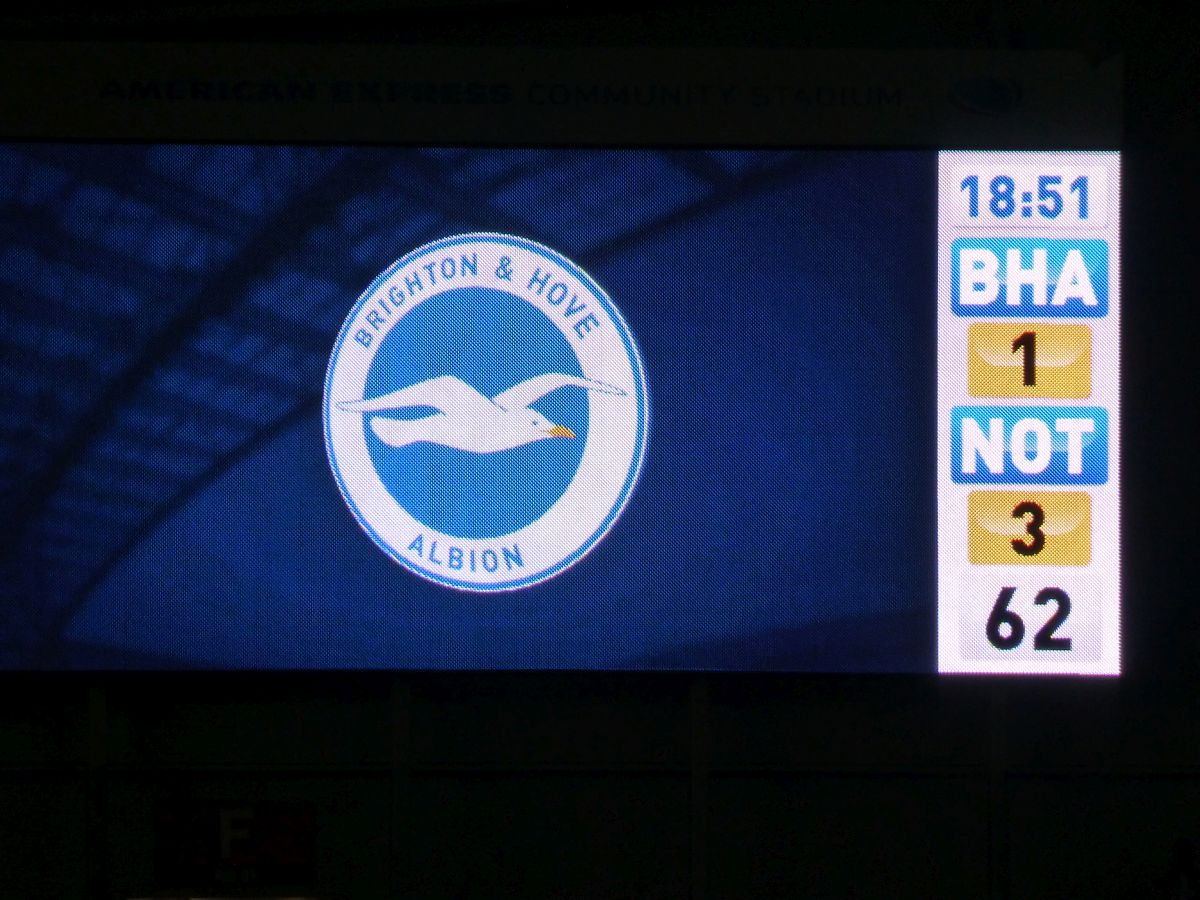 AMERICAN EXPRESS COMMUNITY STADIUM
BRIGHTON & HOVE
ALBION
18:51
BHA
1
NOT
3
62
F